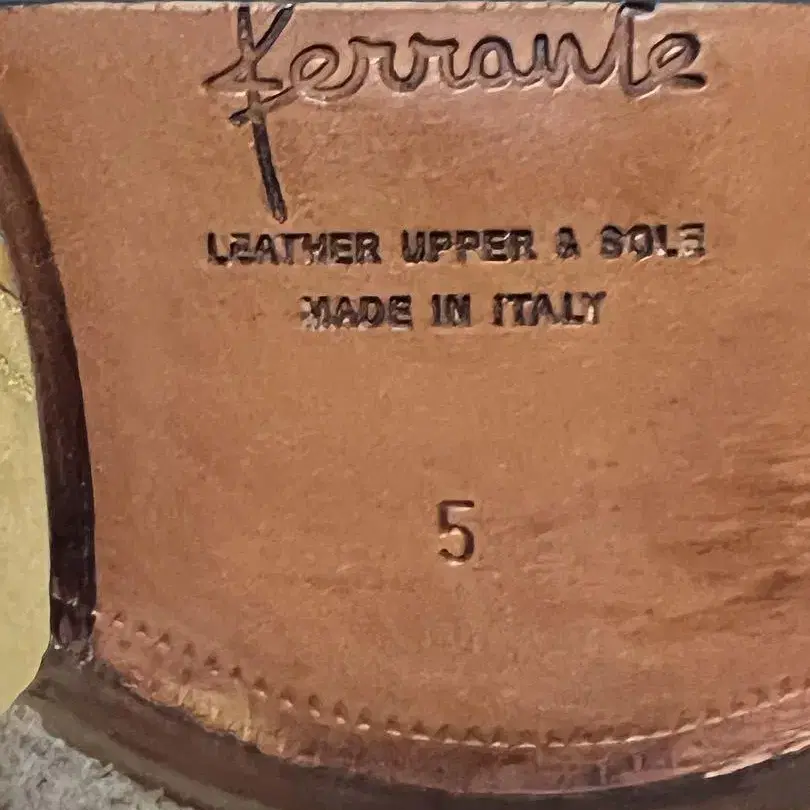 ferrante
LEATHER UPPER & SOLE
MADE IN ITALY
5